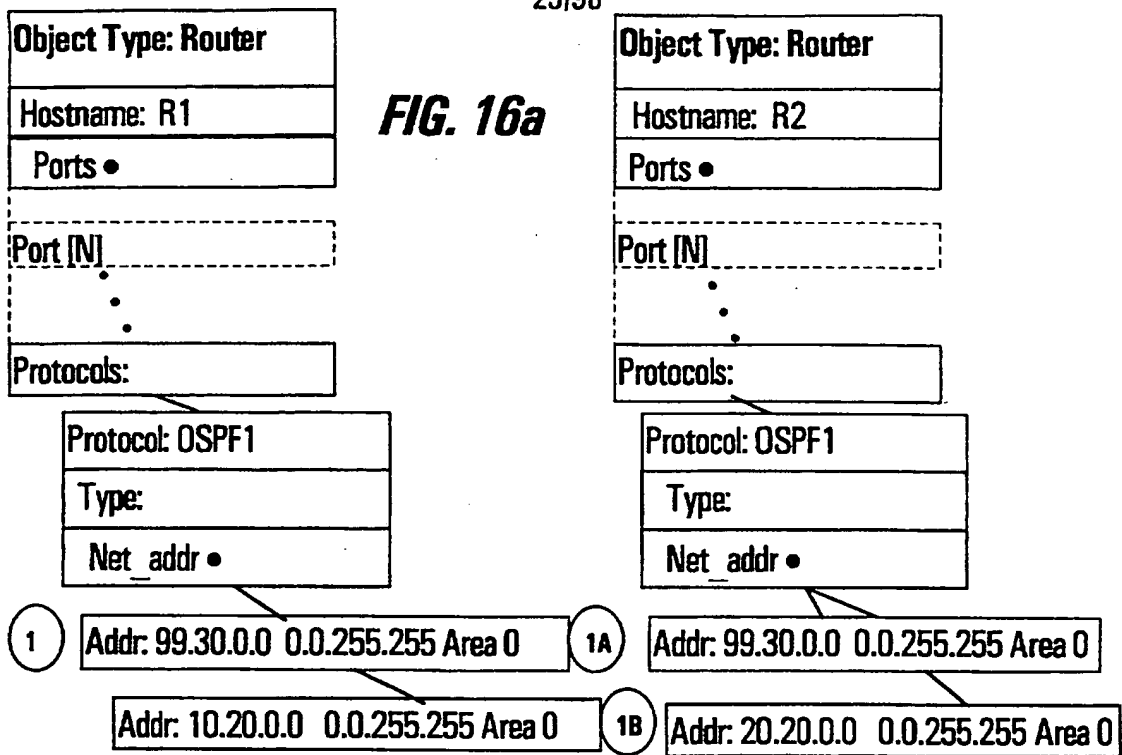 Object Type: Router
Hostname: R1
Ports
Port [N]
Protocols:
Protocol: OSPF1
Type:
Net_addr
1
Addr: 99.30.0.0 0.0.255.255 Area 0
Addr: 10.20.0.0 0.0.255.255 Area 0
FIG. 16a
Object Type: Router
Hostname: R2
Ports
Port [N]
Protocols:
Protocol: OSPF1
Type:
Net_addr
1A
Addr: 99.30.0.0 0.0.255.255 Area 0
1B
Addr: 20.20.0.0 0.0.255.255 Area 0